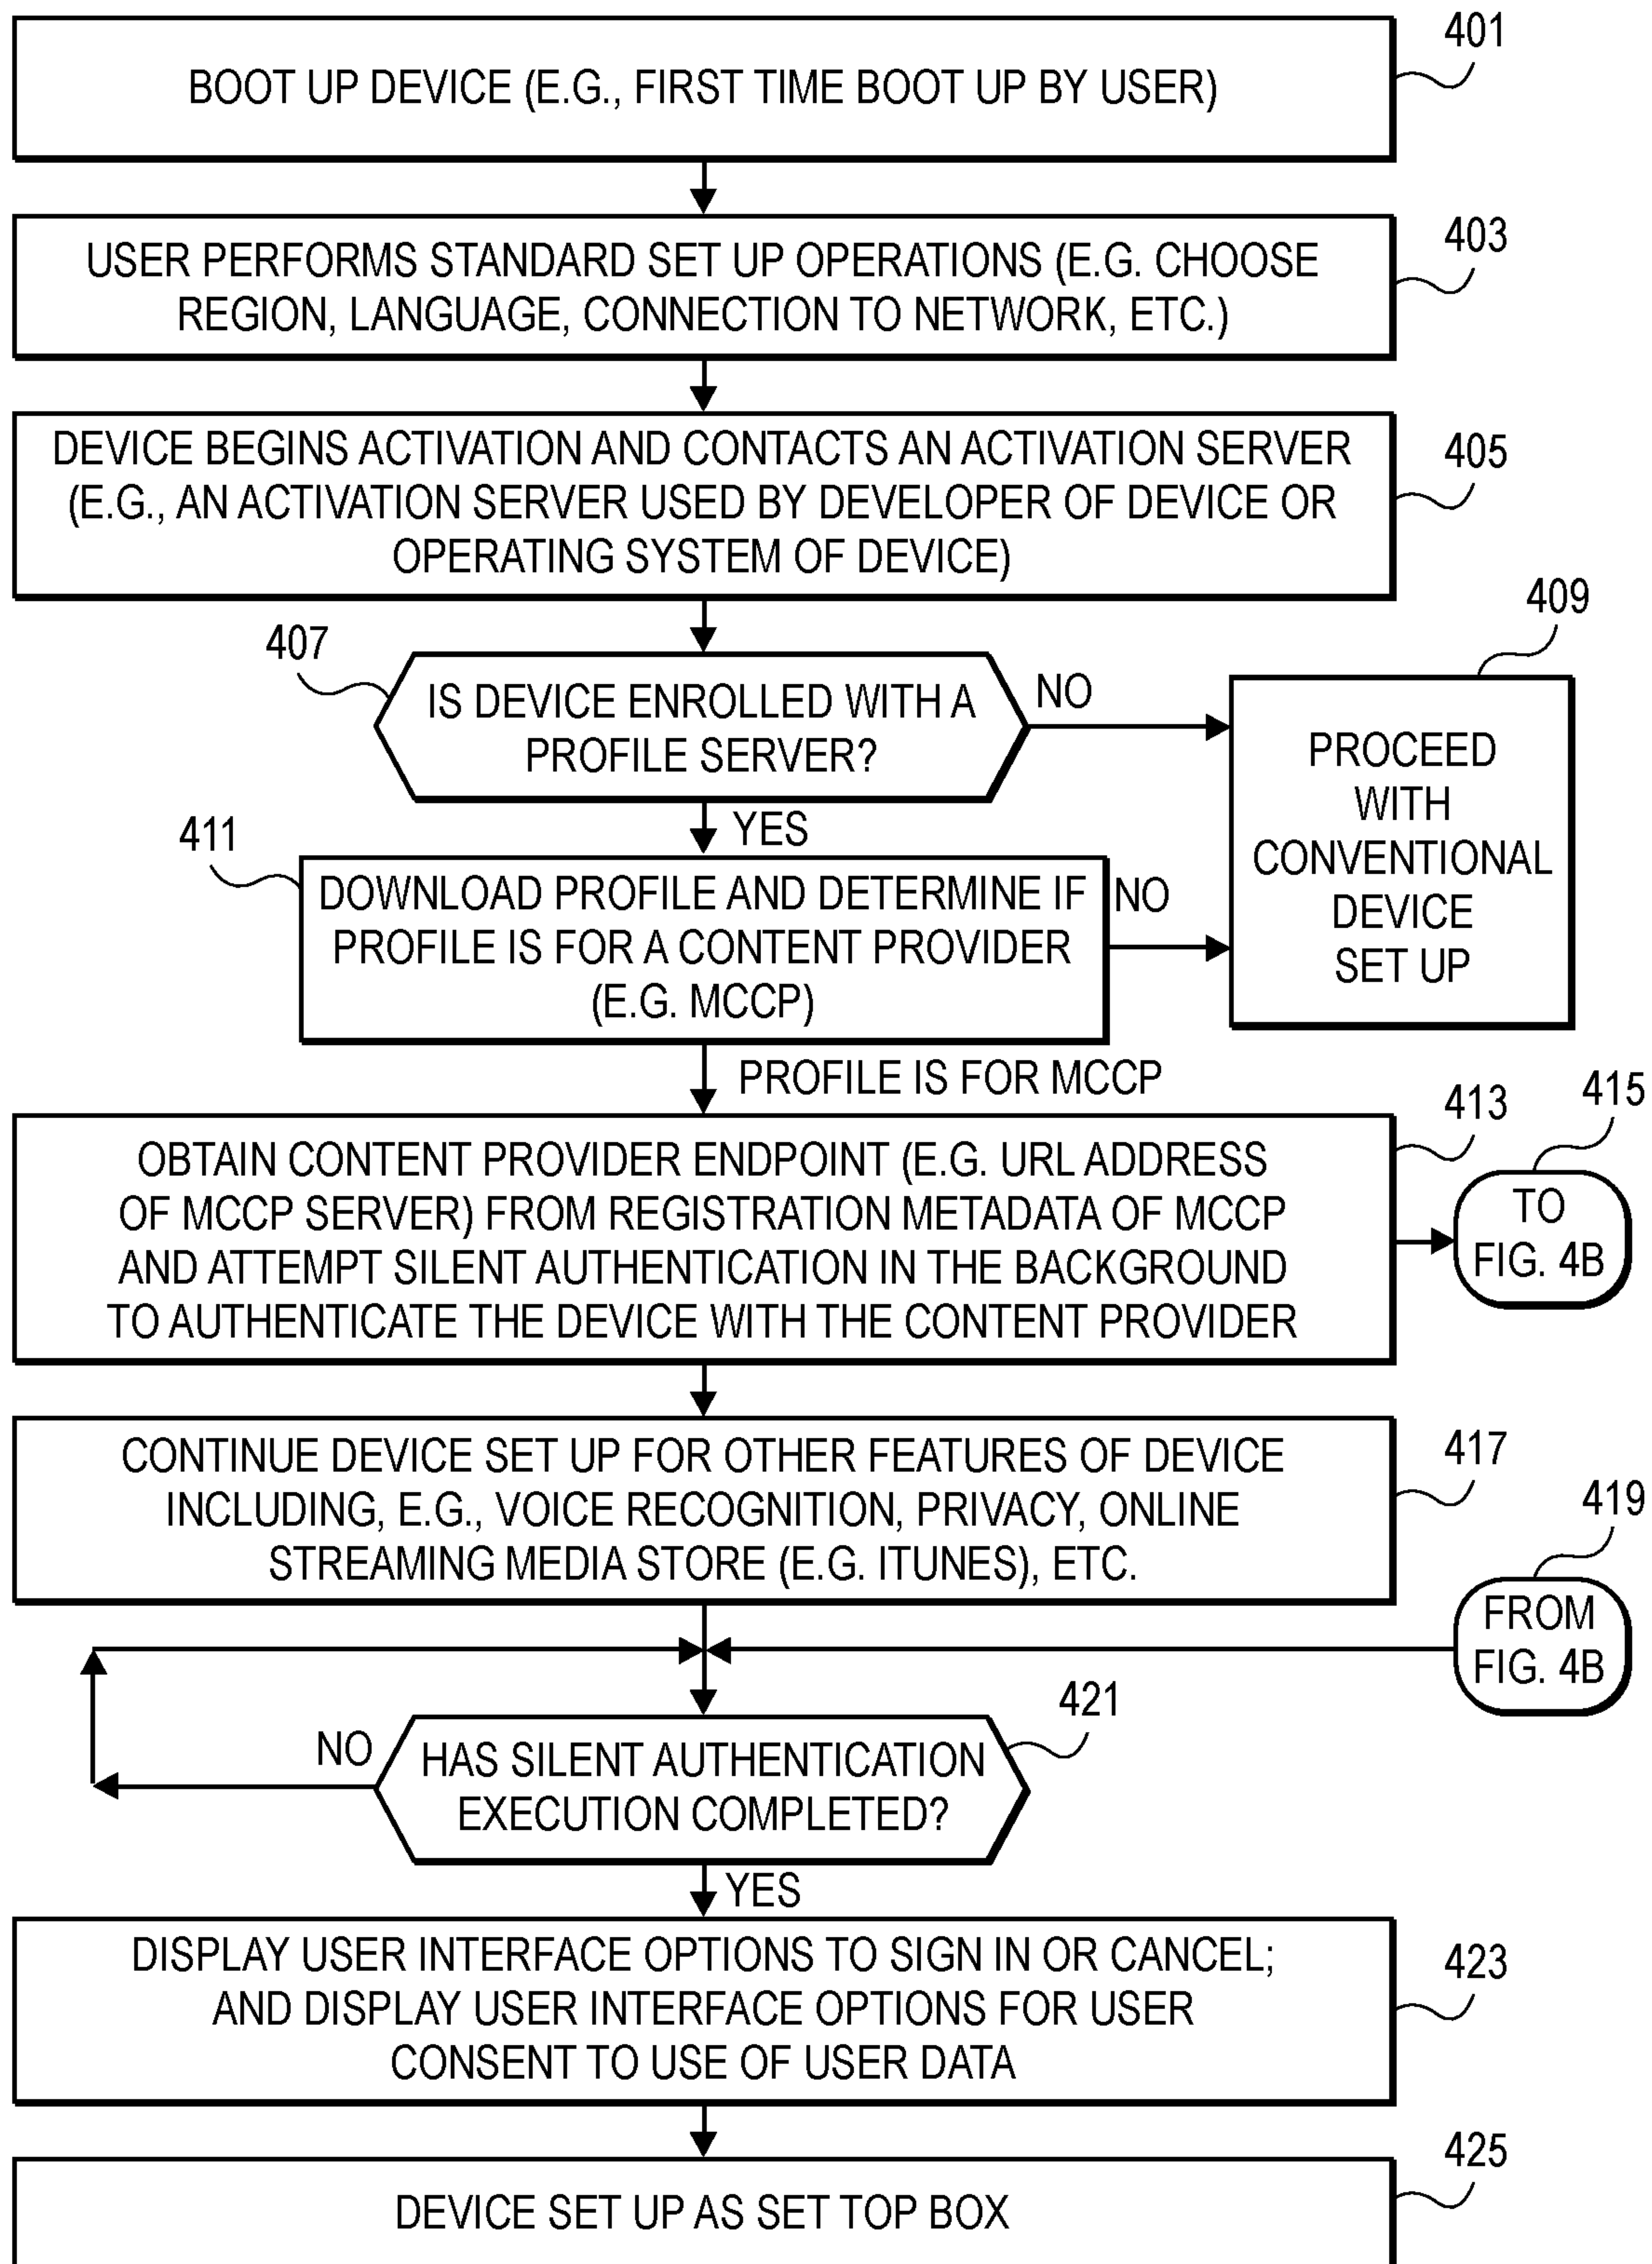 401
BOOT UP DEVICE (E.G., FIRST TIME BOOT UP BY USER)
403
USER PERFORMS STANDARD SET UP OPERATIONS (E.G. CHOOSE
REGION, LANGUAGE, CONNECTION TO NETWORK, ETC.)
405
DEVICE BEGINS ACTIVATION AND CONTACTS AN ACTIVATION SERVER
(E.G., AN ACTIVATION SERVER USED BY DEVELOPER OF DEVICE OR
OPERATING SYSTEM OF DEVICE)
407
IS DEVICE ENROLLED WITH A
PROFILE SERVER?
NO
409
PROCEED
WITH
CONVENTIONAL
DEVICE
SET UP
YES
411
DOWNLOAD PROFILE AND DETERMINE IF
PROFILE IS FOR A CONTENT PROVIDER
(E.G. MCCP)
NO
PROFILE IS FOR MCCP
413
OBTAIN CONTENT PROVIDER ENDPOINT (E.G. URL ADDRESS
OF MCCP SERVER) FROM REGISTRATION METADATA OF MCCP
AND ATTEMPT SILENT AUTHENTICATION IN THE BACKGROUND
TO AUTHENTICATE THE DEVICE WITH THE CONTENT PROVIDER
415
TO
FIG. 4B
417
CONTINUE DEVICE SET UP FOR OTHER FEATURES OF DEVICE
INCLUDING, E.G., VOICE RECOGNITION, PRIVACY, ONLINE
STREAMING MEDIA STORE (E.G. ITUNES), ETC.
419
FROM
FIG. 4B
421
NO
HAS SILENT AUTHENTICATION
EXECUTION COMPLETED?
YES
423
DISPLAY USER INTERFACE OPTIONS TO SIGN IN OR CANCEL;
AND DISPLAY USER INTERFACE OPTIONS FOR USER
CONSENT TO USE OF USER DATA
425
DEVICE SET UP AS SET TOP BOX